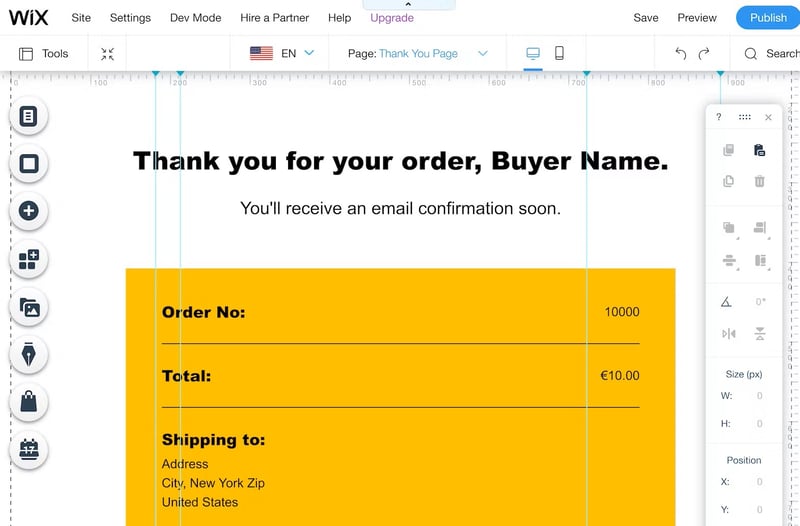 WiX Site Settings Dev Mode Hire a Partner Help Upgrade Save Preview Publish
Tools EN Page: Thank You Page Search
0 100 200 300 400 500 600 700 800 900
? 
Thank you for your order, Buyer Name.
You'll receive an email confirmation soon.
Order No: 10000
0°
Total: €10.00
Size (px)
W: 0
H: 0
Shipping to:
Address
City, New York Zip
United States
Position
X: 0
Y: 0